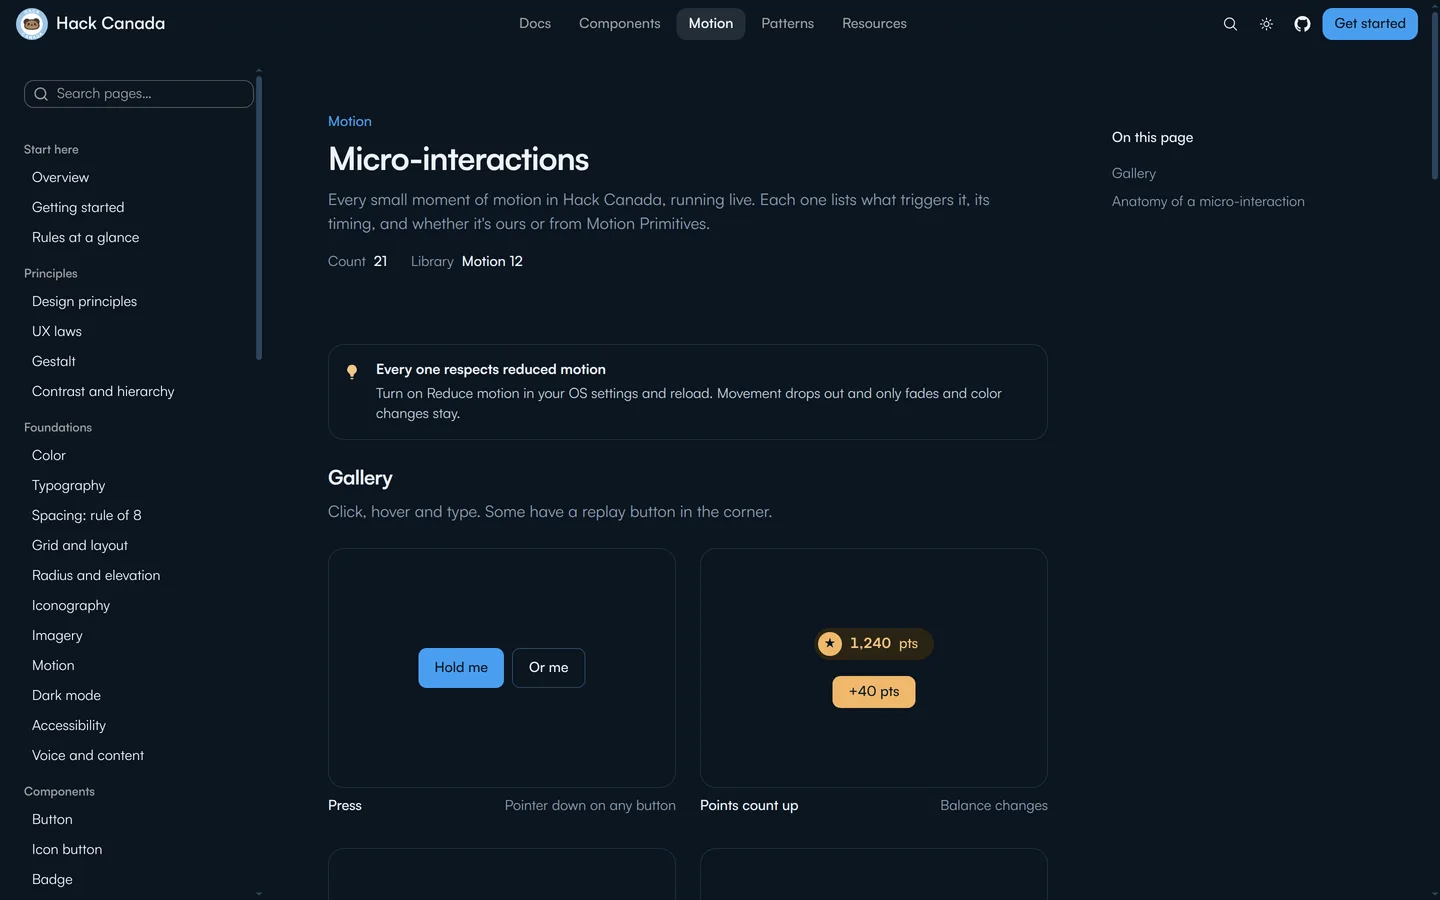 Hack Canada
Docs
Components
Motion
Patterns
Resources
Get started
Search pages...
Start here
Overview
Getting started
Rules at a glance
Principles
Design principles
UX laws
Gestalt
Contrast and hierarchy
Foundations
Color
Typography
Spacing: rule of 8
Grid and layout
Radius and elevation
Iconography
Imagery
Motion
Dark mode
Accessibility
Voice and content
Components
Button
Icon button
Badge
Motion
Micro-interactions
Every small moment of motion in Hack Canada, running live. Each one lists what triggers it, its
timing, and whether it's ours or from Motion Primitives.
Count 21 Library Motion 12
Every one respects reduced motion
Turn on Reduce motion in your OS settings and reload. Movement drops out and only fades and color
changes stay.
Gallery
Click, hover and type. Some have a replay button in the corner.
Hold me
Or me
Press
Pointer down on any button
1,240 pts
+40 pts
Points count up
Balance changes
On this page
Gallery
Anatomy of a micro-interaction